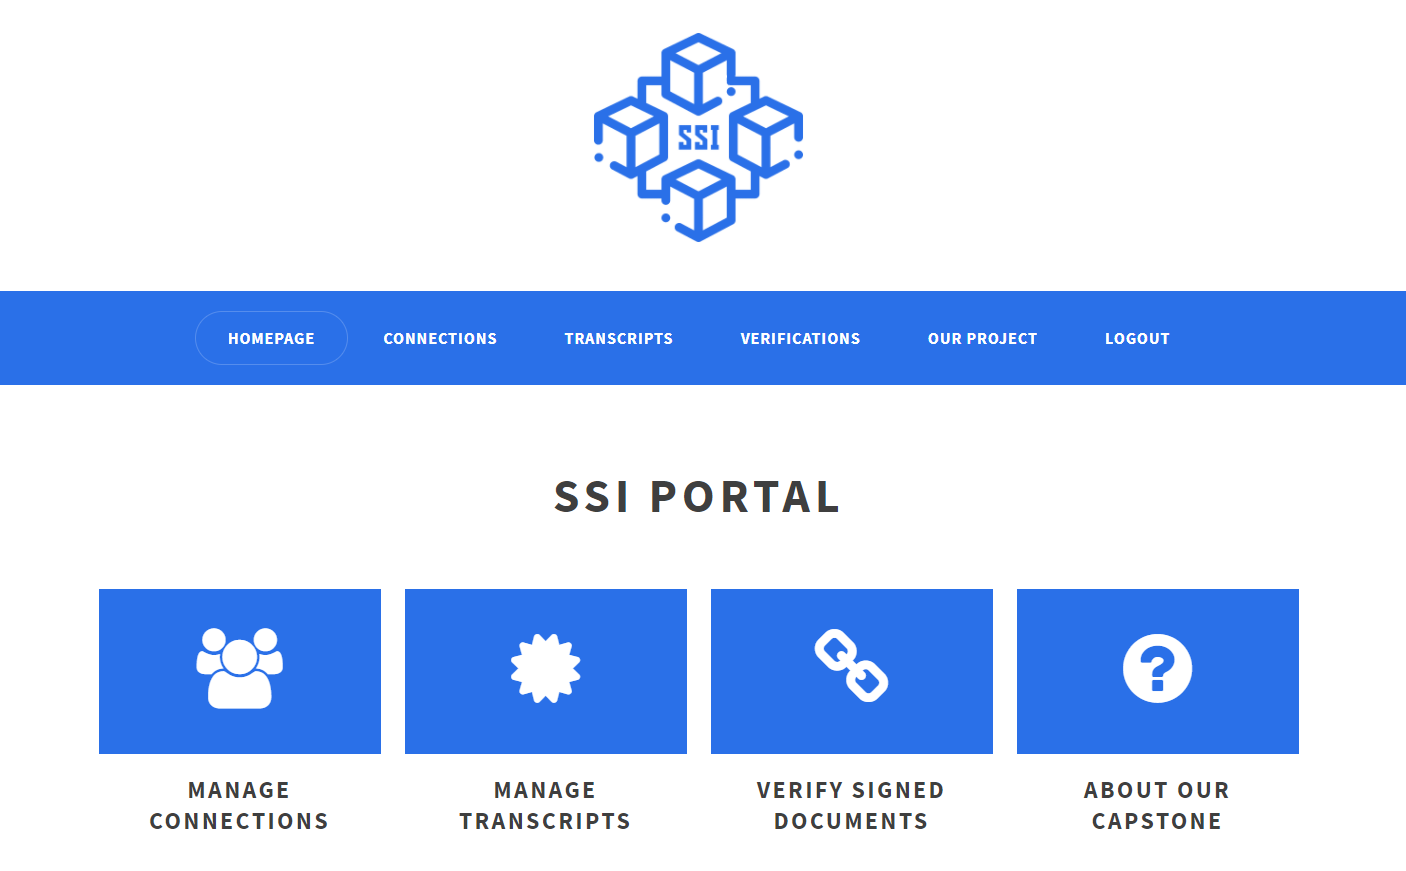 SSI
HOMEPAGE CONNECTIONS TRANSCRIPTS VERIFICATIONS OUR PROJECT LOGOUT
SSI PORTAL
MANAGE
CONNECTIONS
MANAGE
TRANSCRIPTS
VERIFY SIGNED
DOCUMENTS
ABOUT OUR
CAPSTONE